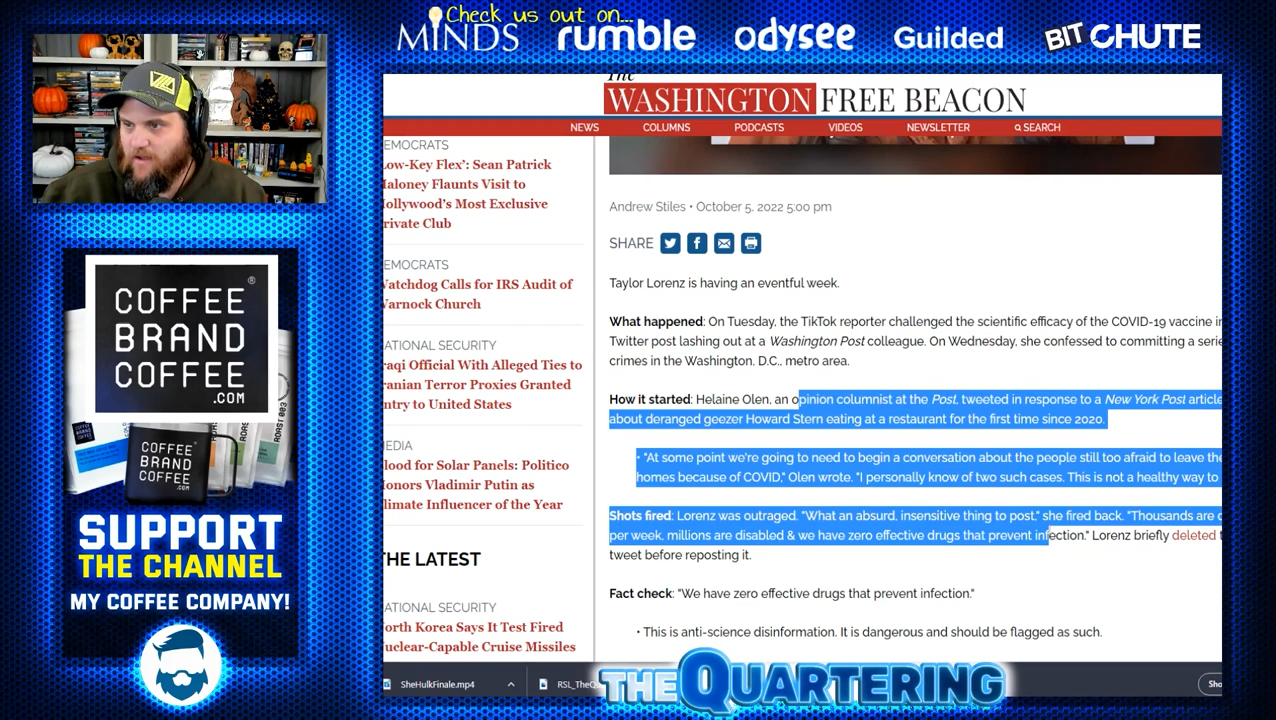 Check us out on...
MINDS
rumble
odysee
Guilded
BIT CHUTE
The
WASHINGTON FREE BEACON
NEWS COLUMNS PODCASTS VIDEOS NEWSLETTER SEARCH
EMOCRATS
ow-Key Flex’: Sean Patrick
aloney Flaunts Visit to
ollywood’s Most Exclusive
rivate Club
EMOCRATS
atchdog Calls for IRS Audit of
arnock Church
ATIONAL SECURITY
raqi Official With Alleged Ties to
ranian Terror Proxies Granted
ntry to United States
EDIA
lood for Solar Panels: Politico
onors Vladimir Putin as
limate Influencer of the Year
THE LATEST
ATIONAL SECURITY
orth Korea Says It Test Fired
uclear-Capable Cruise Missiles
Andrew Stiles • October 5, 2022 5:00 pm
SHARE
Taylor Lorenz is having an eventful week.
What happened: On Tuesday, the TikTok reporter challenged the scientific efficacy of the COVID-19 vaccine in
Twitter post lashing out at a Washington Post colleague. On Wednesday, she confessed to committing a serie
crimes in the Washington, D.C., metro area.
How it started: Helaine Olen, an opinion columnist at the Post, tweeted in response to a New York Post article
about deranged geezer Howard Stern eating at a restaurant for the first time since 2020.
• "At some point we're going to need to begin a conversation about the people still too afraid to leave the
homes because of COVID," Olen wrote. "I personally know of two such cases. This is not a healthy way to
Shots fired: Lorenz was outraged. "What an absurd, insensitive thing to post," she fired back. "Thousands are
per week, millions are disabled & we have zero effective drugs that prevent infection." Lorenz briefly deleted
tweet before reposting it.
Fact check: "We have zero effective drugs that prevent infection."
• This is anti-science disinformation. It is dangerous and should be flagged as such.
COFFEE
BRAND
COFFEE
.COM
®
COFFEE
BRAND
COFFEE
.COM
SUPPORT
THE CHANNEL
MY COFFEE COMPANY!
SheHulkFinale.mp4
RSL_TheQu
Sho
THEQUARTERING